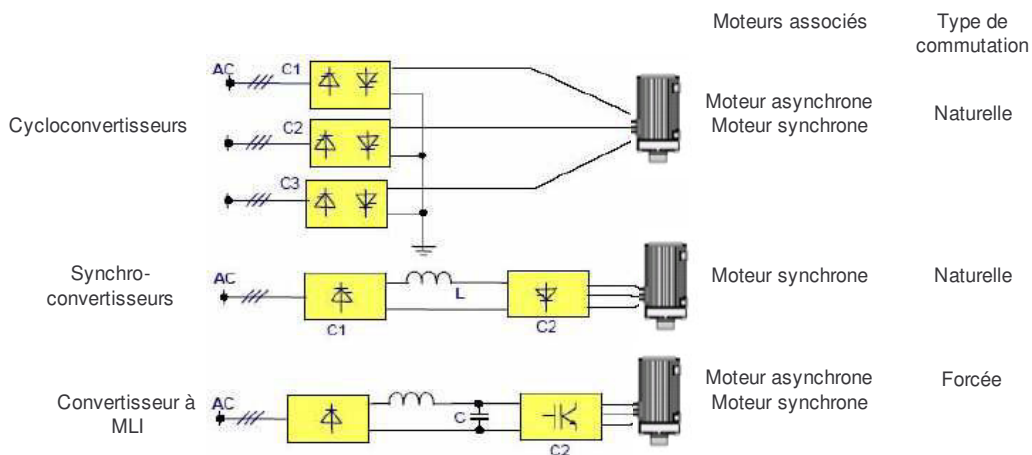 Moteurs associés
Type de
commutation
AC
C1
C2
C3
Cycloconvertisseurs
Moteur asynchrone
Moteur synchrone
Naturelle
Synchro-
convertisseurs
AC
L
C1
C2
Moteur synchrone
Naturelle
Convertisseur à
MLI
AC
C
C2
Moteur asynchrone
Moteur synchrone
Forcée